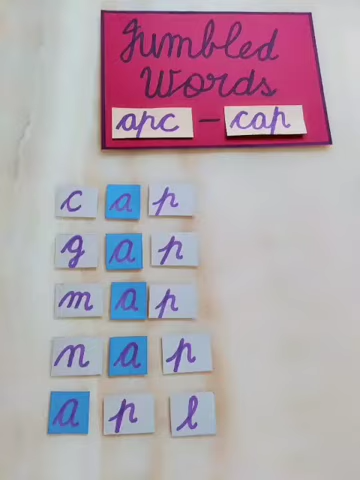 Jumbled
Words
apc - cap
c a p
g a p
m a p
n a p
a p l